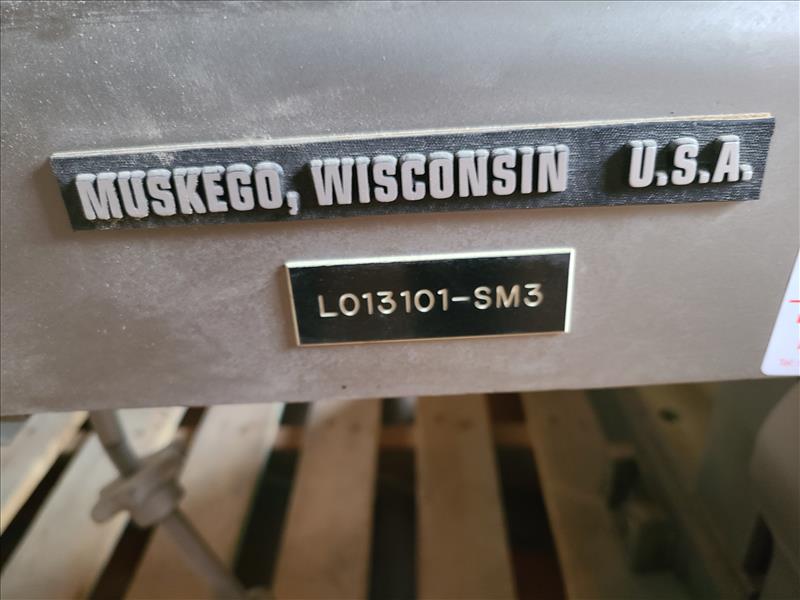 MUSKEGO, WISCONSIN U.S.A.
L013101-SM3